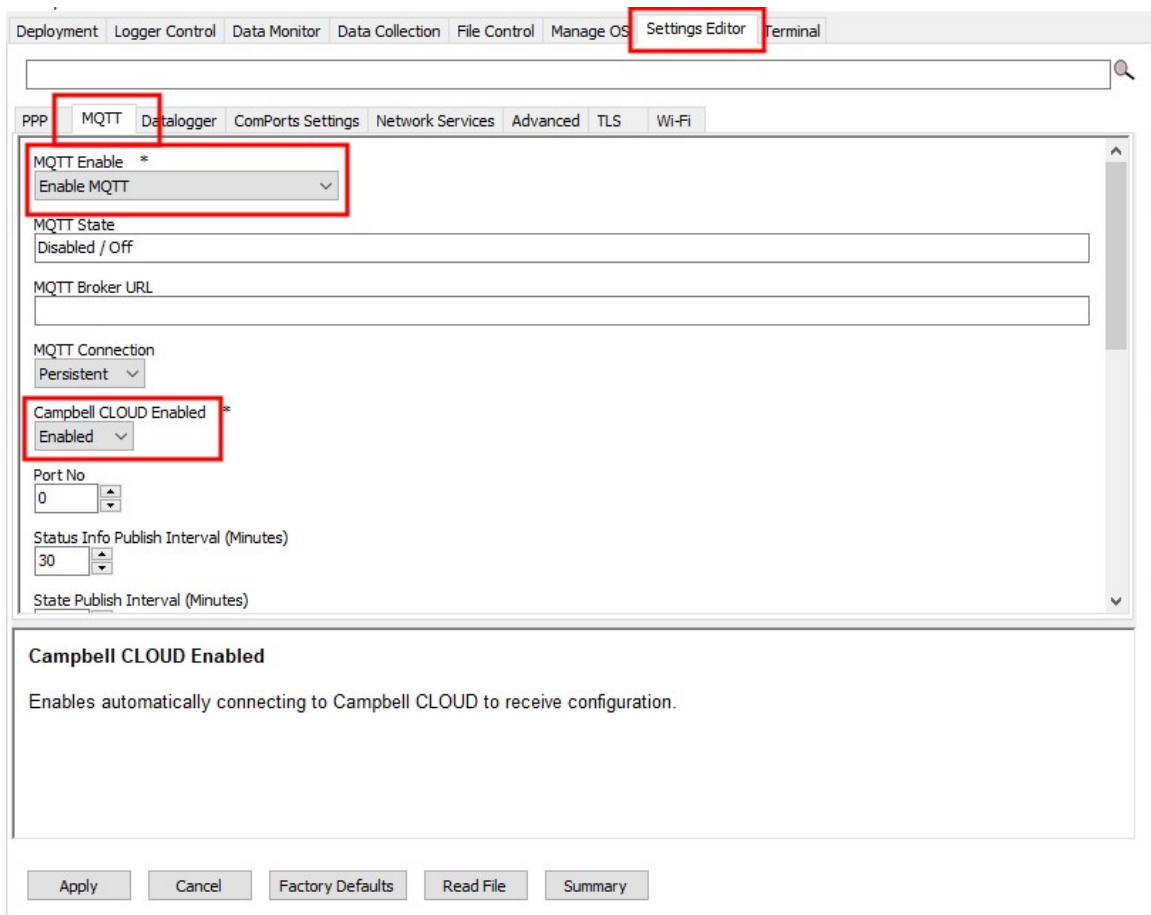 Deployment Logger Control Data Monitor Data Collection File Control Manage OS Settings Editor Terminal
PPP MQTT Datalogger ComPorts Settings Network Services Advanced TLS Wi-Fi
MQTT Enable *
Enable MQTT
MQTT State
Disabled / Off
MQTT Broker URL
MQTT Connection
Persistent
Campbell CLOUD Enabled *
Enabled
Port No
0
Status Info Publish Interval (Minutes)
30
State Publish Interval (Minutes)
Campbell CLOUD Enabled
Enables automatically connecting to Campbell CLOUD to receive configuration.
Apply Cancel Factory Defaults Read File Summary